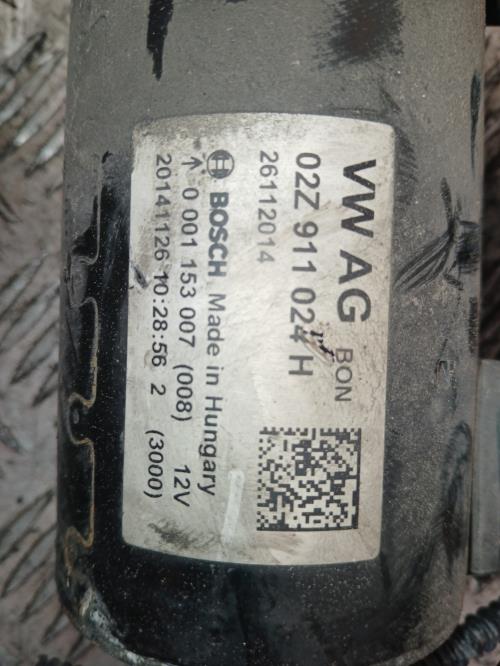 VW AG BON
02Z 911 024 H
26112014
BOSCH Made in Hungary
0 001 153 007 (008) 12V
20141126 10:28:56 2 (3000)